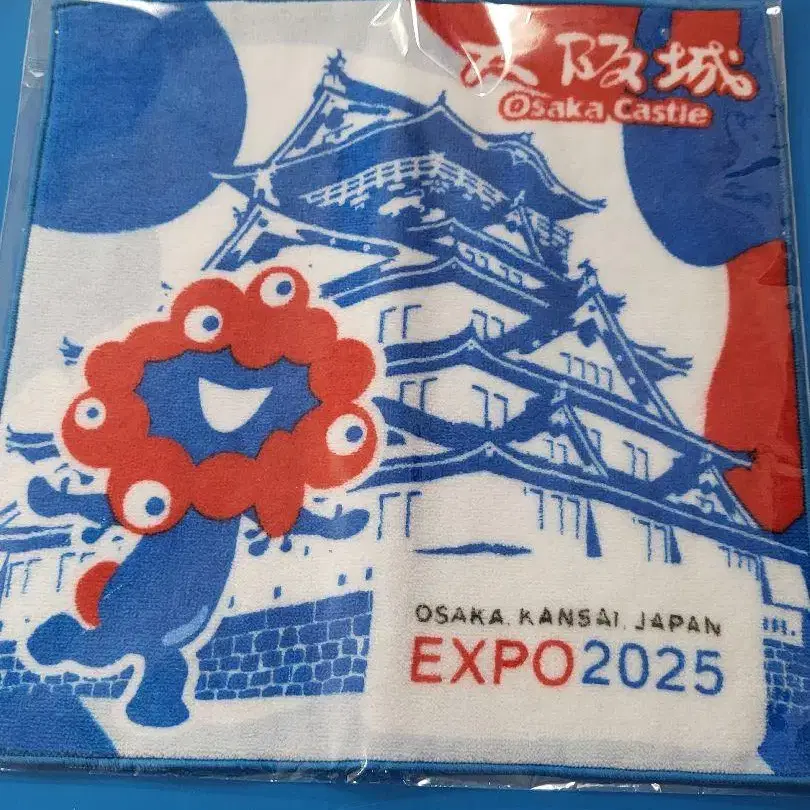 大阪城
Osaka Castle
OSAKA, KANSAI, JAPAN
EXPO2025